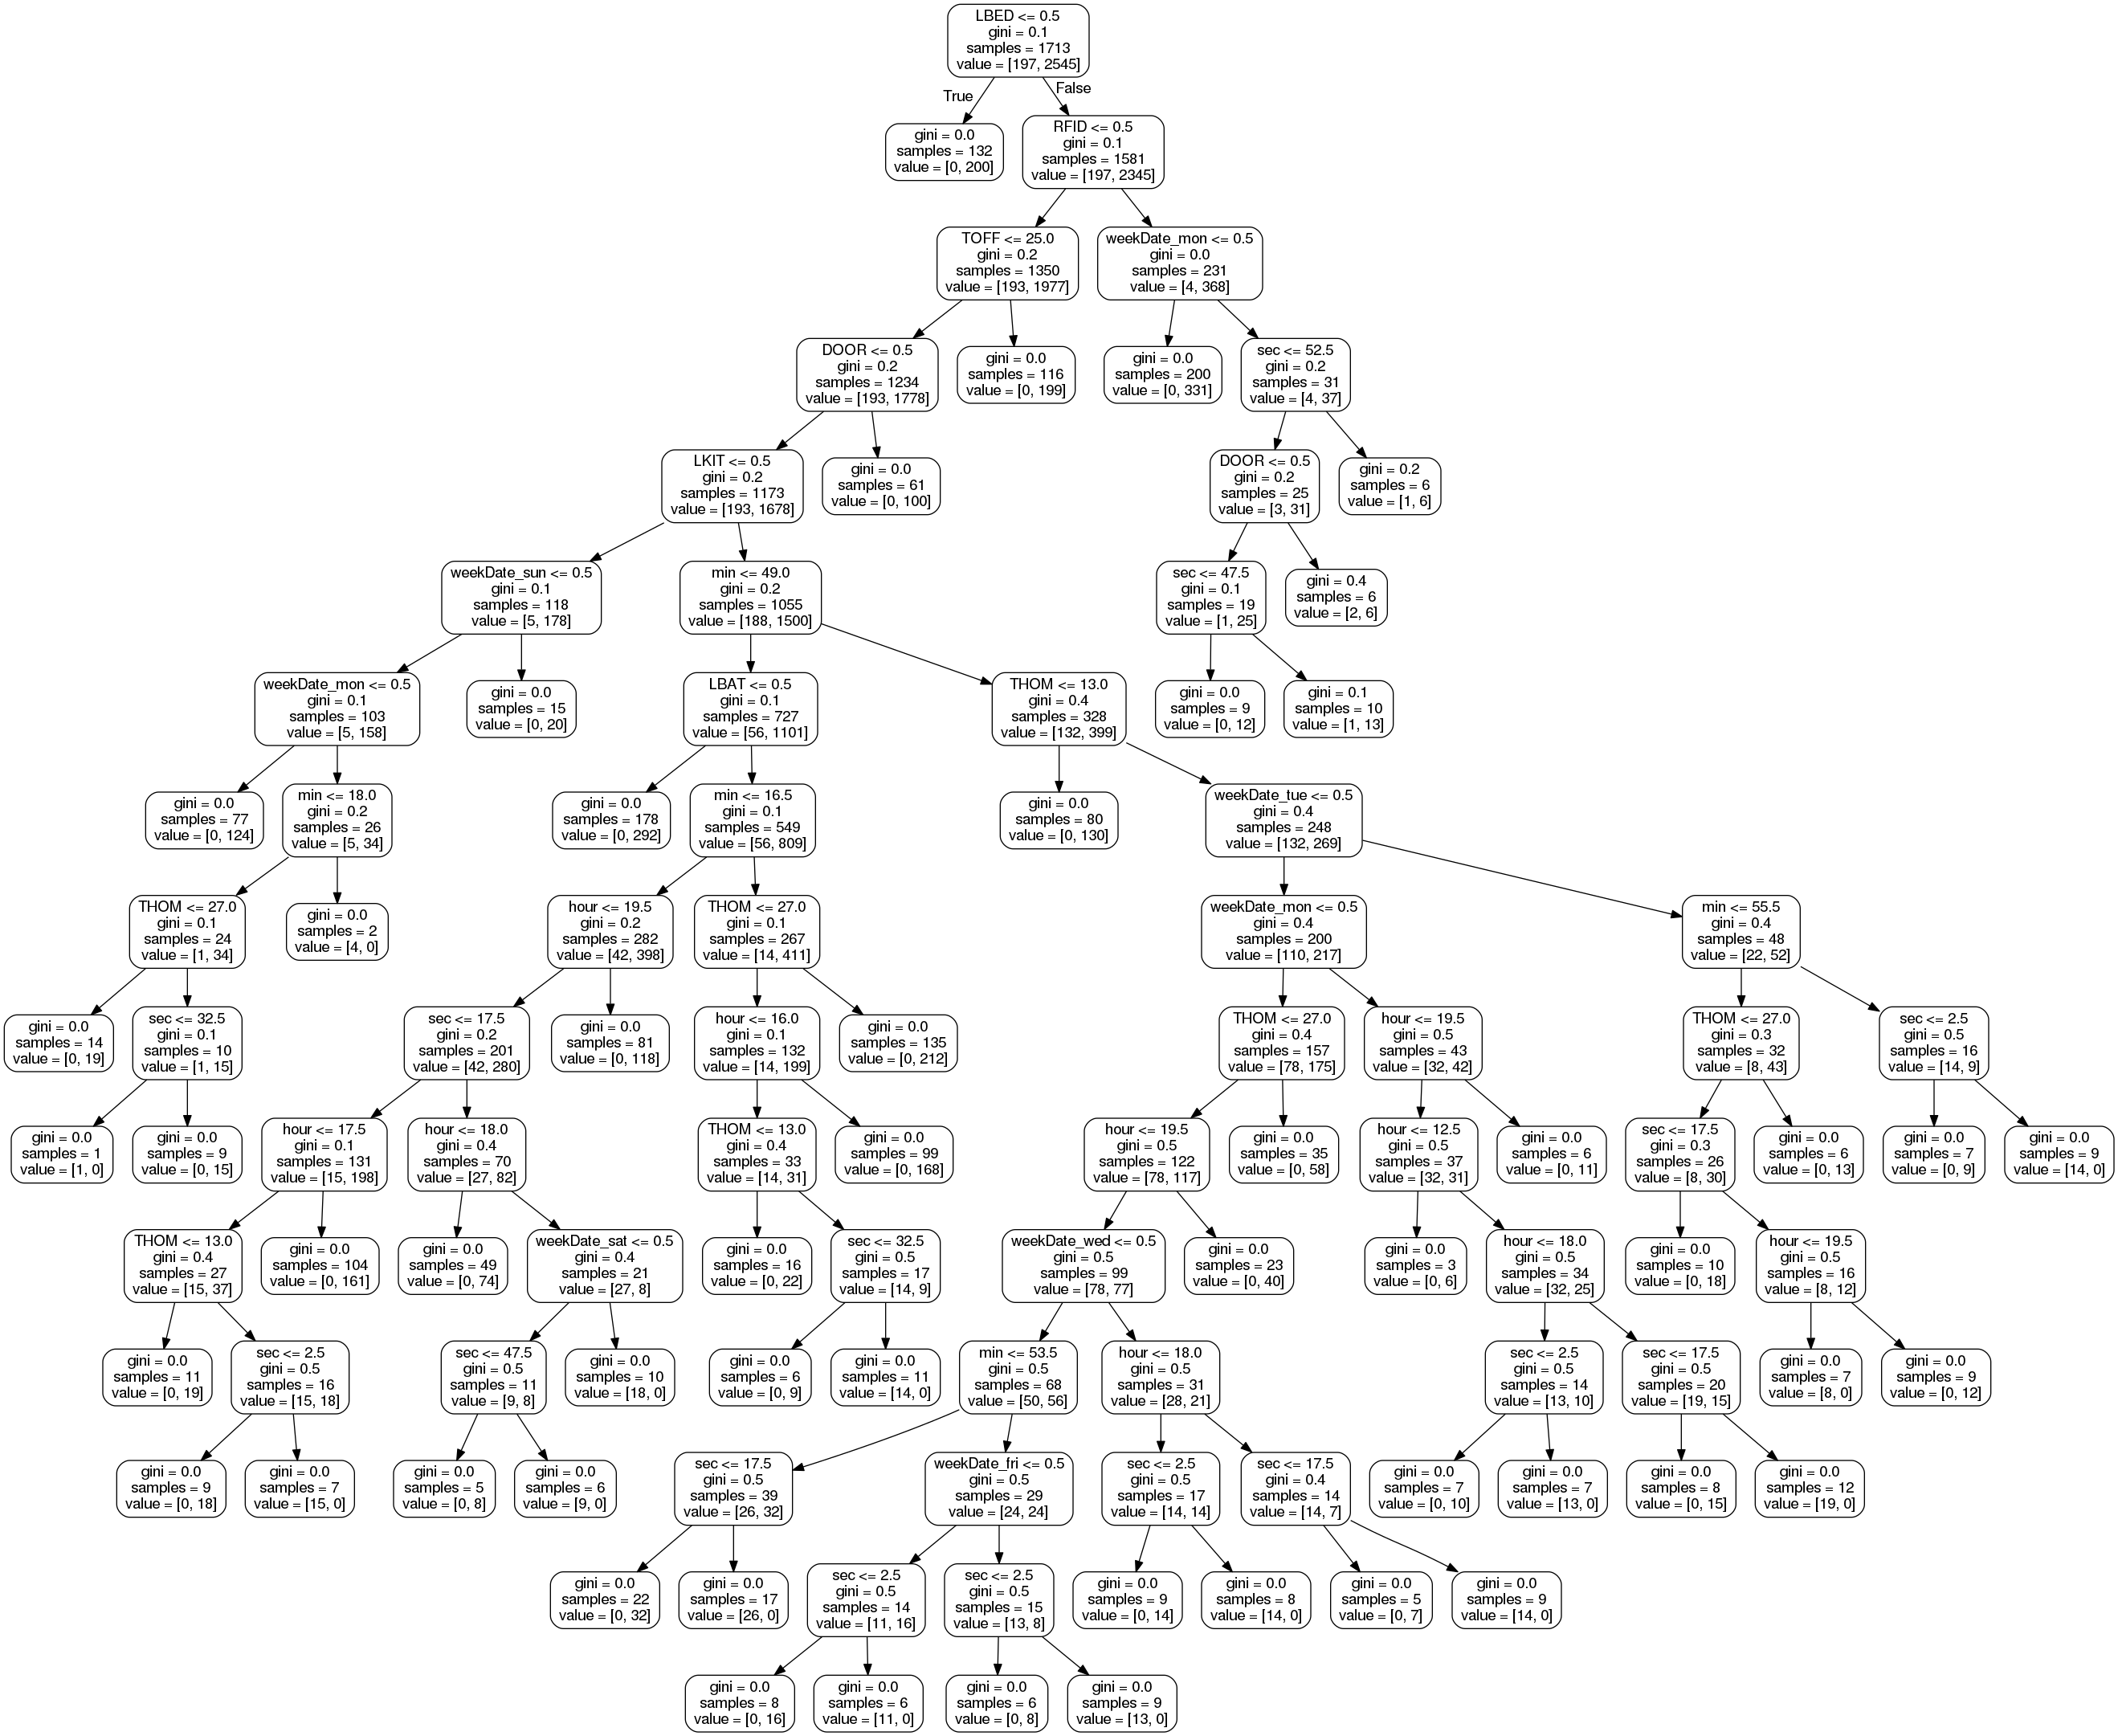 LBED <= 0.5
gini = 0.1
samples = 1713
value = [197, 2545]
True
False
gini = 0.0
samples = 132
value = [0, 200]
RFID <= 0.5
gini = 0.1
samples = 1581
value = [197, 2345]
TOFF <= 25.0
gini = 0.2
samples = 1350
value = [193, 1977]
weekDate_mon <= 0.5
gini = 0.0
samples = 231
value = [4, 368]
DOOR <= 0.5
gini = 0.2
samples = 1234
value = [193, 1778]
gini = 0.0
samples = 116
value = [0, 199]
gini = 0.0
samples = 200
value = [0, 331]
sec <= 52.5
gini = 0.2
samples = 31
value = [4, 37]
LKIT <= 0.5
gini = 0.2
samples = 1173
value = [193, 1678]
gini = 0.0
samples = 61
value = [0, 100]
DOOR <= 0.5
gini = 0.2
samples = 25
value = [3, 31]
gini = 0.2
samples = 6
value = [1, 6]
weekDate_sun <= 0.5
gini = 0.1
samples = 118
value = [5, 178]
min <= 49.0
gini = 0.2
samples = 1055
value = [188, 1500]
sec <= 47.5
gini = 0.1
samples = 19
value = [1, 25]
gini = 0.4
samples = 6
value = [2, 6]
weekDate_mon <= 0.5
gini = 0.1
samples = 103
value = [5, 158]
gini = 0.0
samples = 15
value = [0, 20]
LBAT <= 0.5
gini = 0.1
samples = 727
value = [56, 1101]
THOM <= 13.0
gini = 0.4
samples = 328
value = [132, 399]
gini = 0.0
samples = 9
value = [0, 12]
gini = 0.1
samples = 10
value = [1, 13]
gini = 0.0
samples = 77
value = [0, 124]
min <= 18.0
gini = 0.2
samples = 26
value = [5, 34]
gini = 0.0
samples = 178
value = [0, 292]
min <= 16.5
gini = 0.1
samples = 549
value = [56, 809]
gini = 0.0
samples = 80
value = [0, 130]
weekDate_tue <= 0.5
gini = 0.4
samples = 248
value = [132, 269]
THOM <= 27.0
gini = 0.1
samples = 24
value = [1, 34]
gini = 0.0
samples = 2
value = [4, 0]
hour <= 19.5
gini = 0.2
samples = 282
value = [42, 398]
THOM <= 27.0
gini = 0.1
samples = 267
value = [14, 411]
weekDate_mon <= 0.5
gini = 0.4
samples = 200
value = [110, 217]
min <= 55.5
gini = 0.4
samples = 48
value = [22, 52]
gini = 0.0
samples = 14
value = [0, 19]
sec <= 32.5
gini = 0.1
samples = 10
value = [1, 15]
sec <= 17.5
gini = 0.2
samples = 201
value = [42, 280]
gini = 0.0
samples = 81
value = [0, 118]
hour <= 16.0
gini = 0.1
samples = 132
value = [14, 199]
gini = 0.0
samples = 135
value = [0, 212]
THOM <= 27.0
gini = 0.4
samples = 157
value = [78, 175]
hour <= 19.5
gini = 0.5
samples = 43
value = [32, 42]
THOM <= 27.0
gini = 0.3
samples = 32
value = [8, 43]
sec <= 2.5
gini = 0.5
samples = 16
value = [14, 9]
gini = 0.0
samples = 1
value = [1, 0]
gini = 0.0
samples = 9
value = [0, 15]
hour <= 17.5
gini = 0.1
samples = 131
value = [15, 198]
hour <= 18.0
gini = 0.4
samples = 70
value = [27, 82]
THOM <= 13.0
gini = 0.4
samples = 33
value = [14, 31]
gini = 0.0
samples = 99
value = [0, 168]
hour <= 19.5
gini = 0.5
samples = 122
value = [78, 117]
gini = 0.0
samples = 35
value = [0, 58]
hour <= 12.5
gini = 0.5
samples = 37
value = [32, 31]
gini = 0.0
samples = 6
value = [0, 11]
sec <= 17.5
gini = 0.3
samples = 26
value = [8, 30]
gini = 0.0
samples = 6
value = [0, 13]
gini = 0.0
samples = 7
value = [0, 9]
gini = 0.0
samples = 9
value = [14, 0]
THOM <= 13.0
gini = 0.4
samples = 27
value = [15, 37]
gini = 0.0
samples = 104
value = [0, 161]
gini = 0.0
samples = 49
value = [0, 74]
weekDate_sat <= 0.5
gini = 0.4
samples = 21
value = [27, 8]
gini = 0.0
samples = 16
value = [0, 22]
sec <= 32.5
gini = 0.5
samples = 17
value = [14, 9]
weekDate_wed <= 0.5
gini = 0.5
samples = 99
value = [78, 77]
gini = 0.0
samples = 23
value = [0, 40]
gini = 0.0
samples = 3
value = [0, 6]
hour <= 18.0
gini = 0.5
samples = 34
value = [32, 25]
gini = 0.0
samples = 10
value = [0, 18]
hour <= 19.5
gini = 0.5
samples = 16
value = [8, 12]
gini = 0.0
samples = 11
value = [0, 19]
sec <= 2.5
gini = 0.5
samples = 16
value = [15, 18]
sec <= 47.5
gini = 0.5
samples = 11
value = [9, 8]
gini = 0.0
samples = 10
value = [18, 0]
gini = 0.0
samples = 6
value = [0, 9]
gini = 0.0
samples = 11
value = [14, 0]
min <= 53.5
gini = 0.5
samples = 68
value = [50, 56]
hour <= 18.0
gini = 0.5
samples = 31
value = [28, 21]
sec <= 2.5
gini = 0.5
samples = 14
value = [13, 10]
sec <= 17.5
gini = 0.5
samples = 20
value = [19, 15]
gini = 0.0
samples = 7
value = [8, 0]
gini = 0.0
samples = 9
value = [0, 12]
gini = 0.0
samples = 9
value = [0, 18]
gini = 0.0
samples = 7
value = [15, 0]
gini = 0.0
samples = 5
value = [0, 8]
gini = 0.0
samples = 6
value = [9, 0]
sec <= 17.5
gini = 0.5
samples = 39
value = [26, 32]
weekDate_fri <= 0.5
gini = 0.5
samples = 29
value = [24, 24]
sec <= 2.5
gini = 0.5
samples = 17
value = [14, 14]
sec <= 17.5
gini = 0.4
samples = 14
value = [14, 7]
gini = 0.0
samples = 7
value = [0, 10]
gini = 0.0
samples = 7
value = [13, 0]
gini = 0.0
samples = 8
value = [0, 15]
gini = 0.0
samples = 12
value = [19, 0]
gini = 0.0
samples = 22
value = [0, 32]
gini = 0.0
samples = 17
value = [26, 0]
sec <= 2.5
gini = 0.5
samples = 14
value = [11, 16]
sec <= 2.5
gini = 0.5
samples = 15
value = [13, 8]
gini = 0.0
samples = 9
value = [0, 14]
gini = 0.0
samples = 8
value = [14, 0]
gini = 0.0
samples = 5
value = [0, 7]
gini = 0.0
samples = 9
value = [14, 0]
gini = 0.0
samples = 8
value = [0, 16]
gini = 0.0
samples = 6
value = [11, 0]
gini = 0.0
samples = 6
value = [0, 8]
gini = 0.0
samples = 9
value = [13, 0]